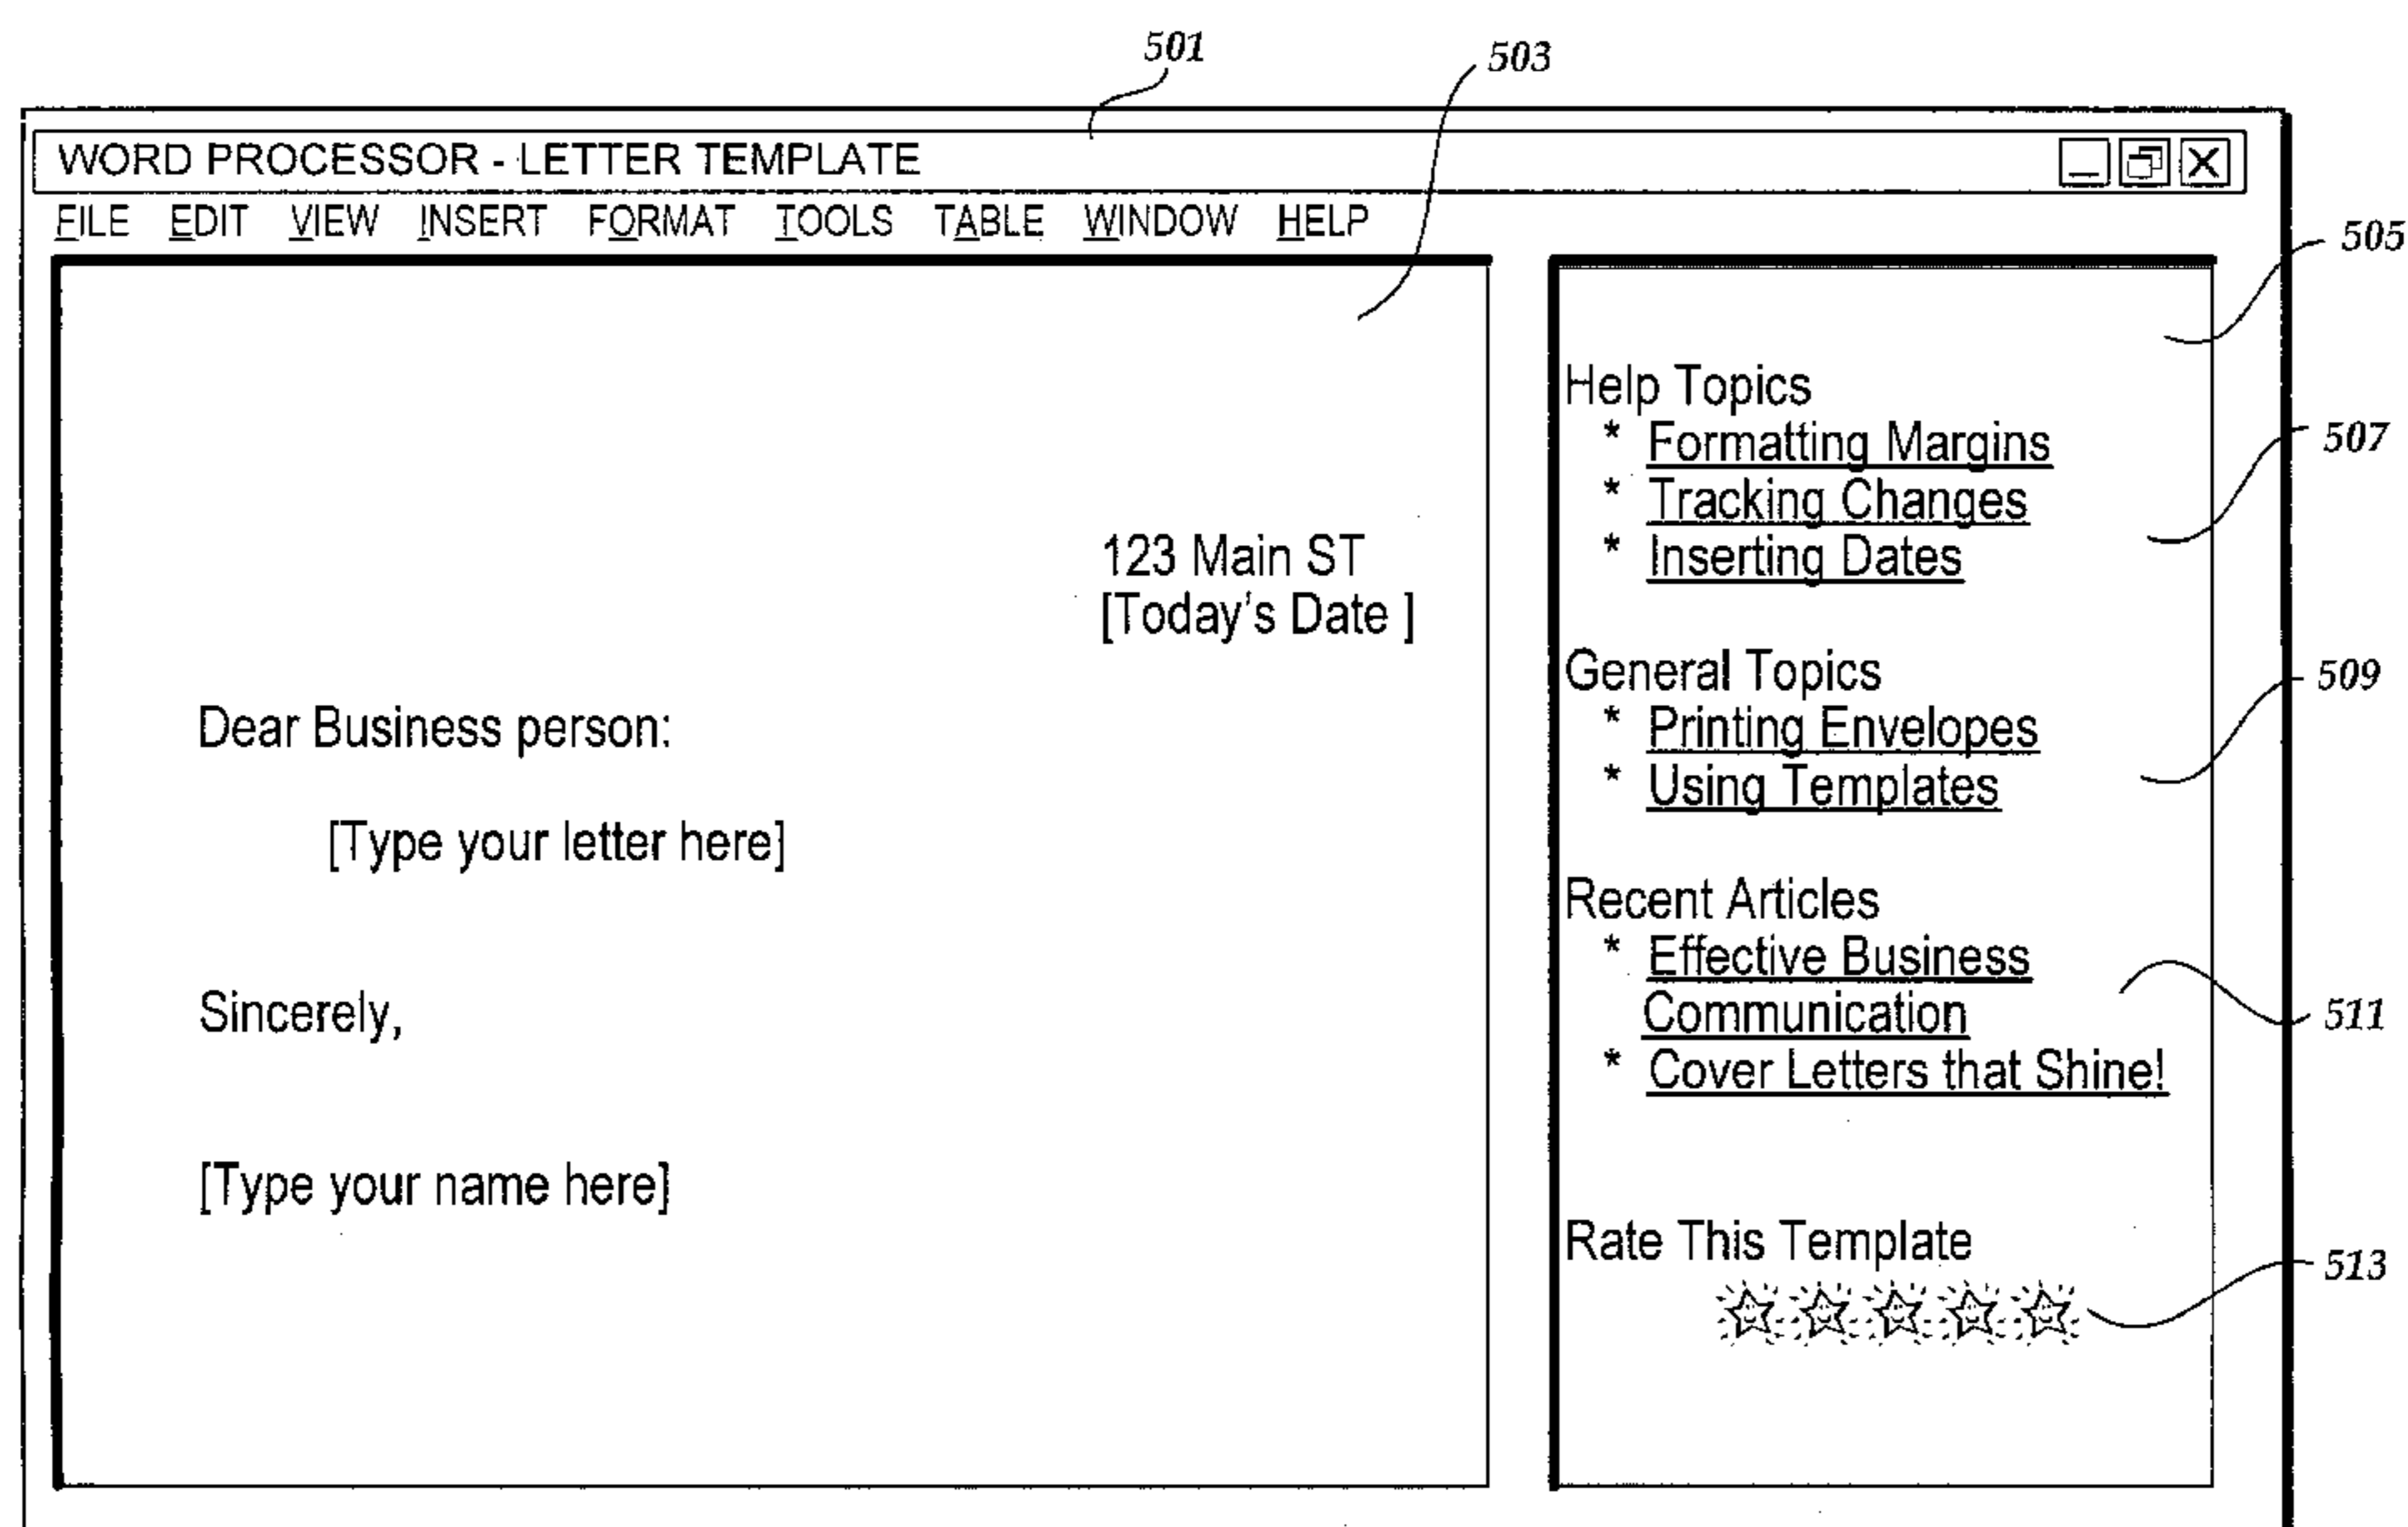 501
503
WORD PROCESSOR - LETTER TEMPLATE
FILE EDIT VIEW INSERT FORMAT TOOLS TABLE WINDOW HELP
505
123 Main ST
[Today's Date ]
Dear Business person:
[Type your letter here]
Sincerely,
[Type your name here]
Help Topics
* Formatting Margins
* Tracking Changes
* Inserting Dates
507
General Topics
* Printing Envelopes
* Using Templates
509
Recent Articles
* Effective Business
Communication
* Cover Letters that Shine!
511
Rate This Template
513